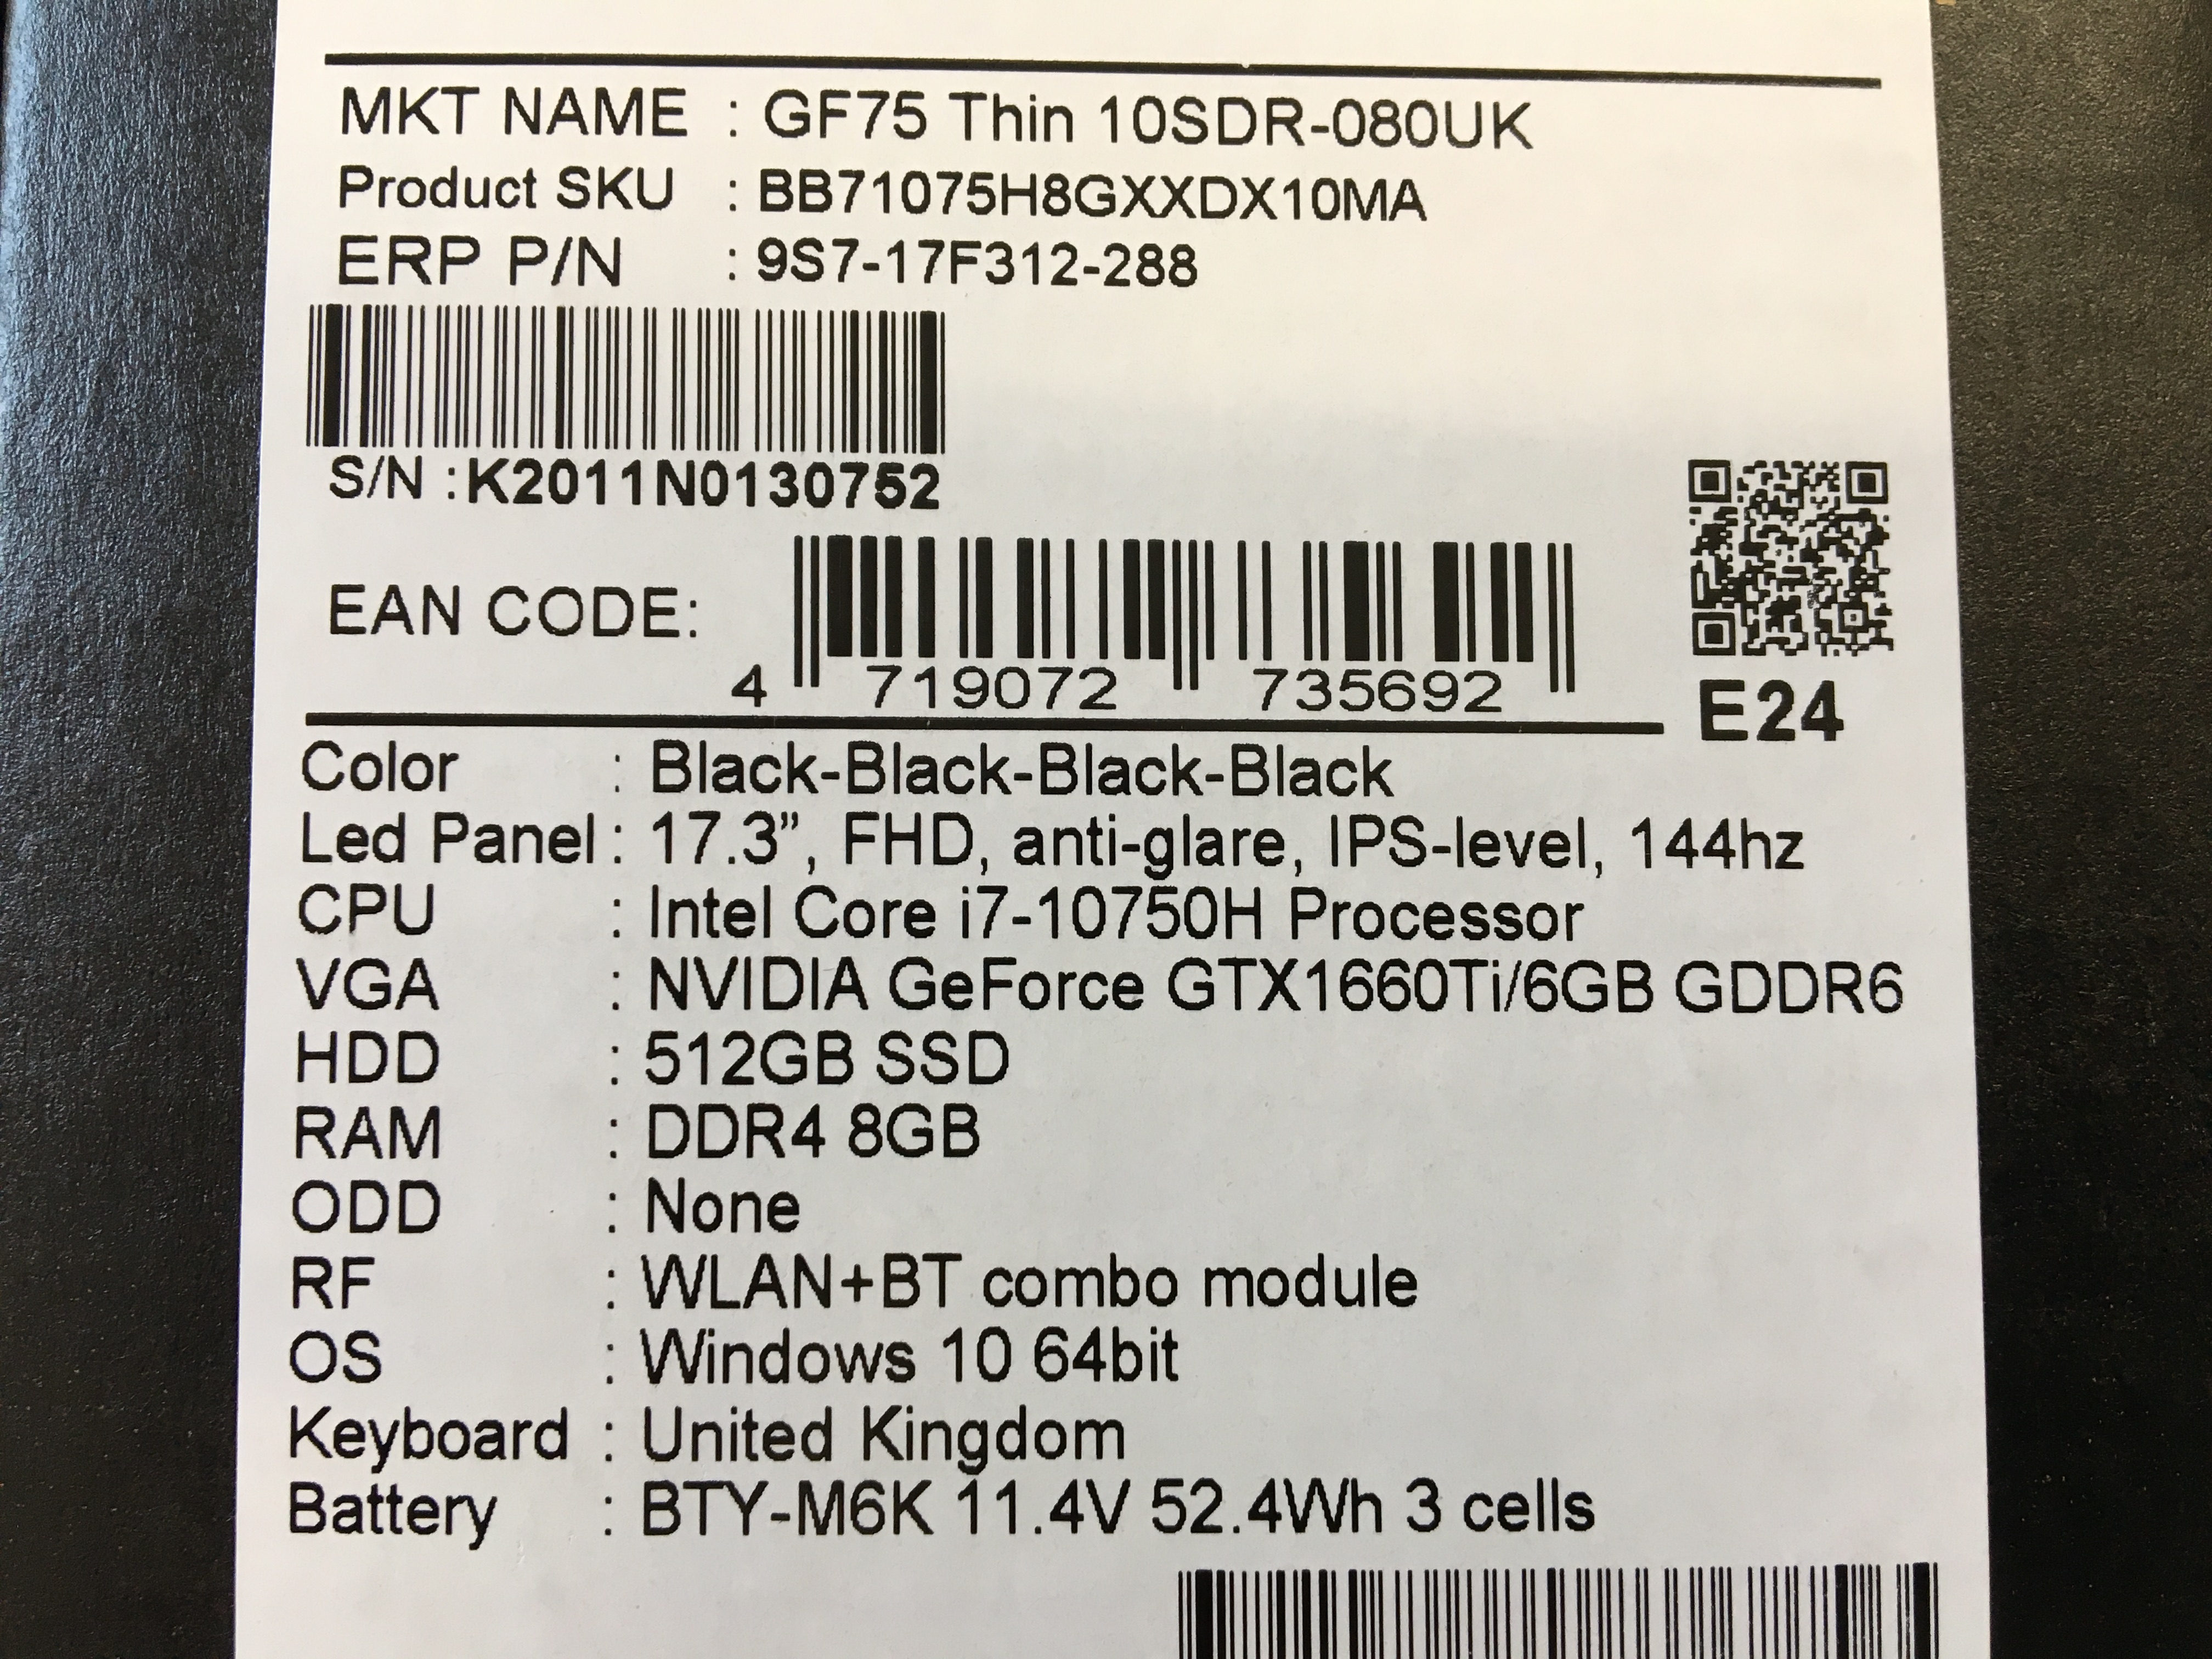 MKT NAME : GF75 Thin 10SDR-080UK
Product SKU : BB71075H8GXXDX10MA
ERP P/N : 9S7-17F312-288
S/N :K2011N0130752
EAN CODE:
4 719072 735692
E24
Color : Black-Black-Black-Black
Led Panel : 17.3”, FHD, anti-glare, IPS-level, 144hz
CPU : Intel Core i7-10750H Processor
VGA : NVIDIA GeForce GTX1660Ti/6GB GDDR6
HDD : 512GB SSD
RAM : DDR4 8GB
ODD : None
RF : WLAN+BT combo module
OS : Windows 10 64bit
Keyboard : United Kingdom
Battery : BTY-M6K 11.4V 52.4Wh 3 cells